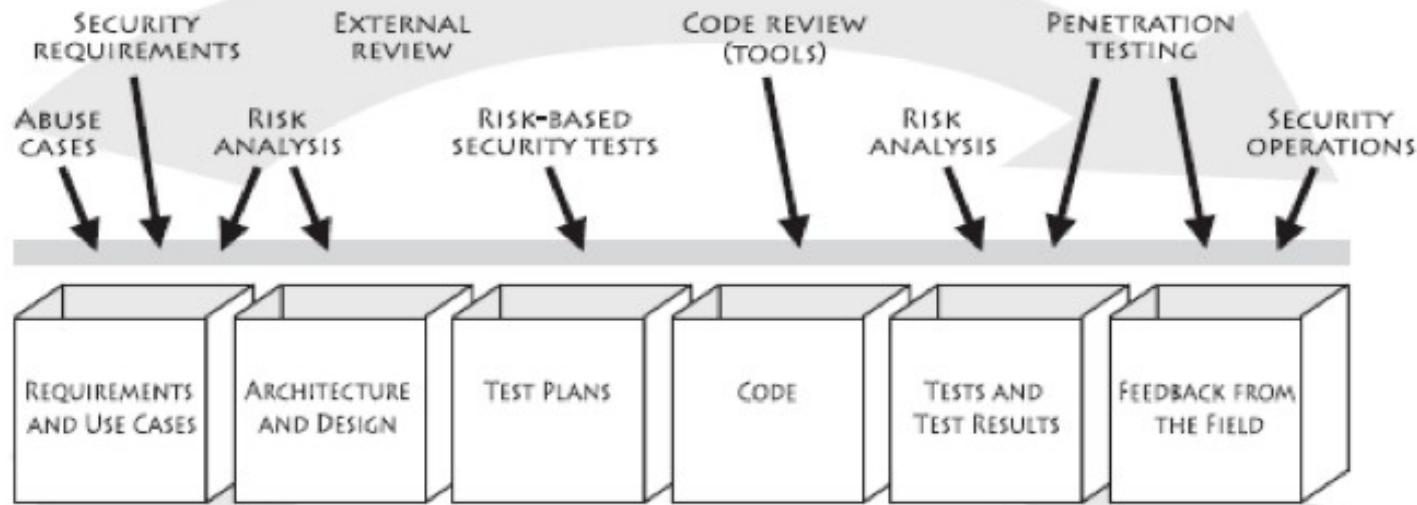 SECURITY
REQUIREMENTS
EXTERNAL
REVIEW
CODE REVIEW
(TOOLS)
PENETRATION
TESTING
ABUSE
CASES
RISK
ANALYSIS
RISK-BASED
SECURITY TESTS
RISK
ANALYSIS
SECURITY
OPERATIONS
REQUIREMENTS
AND USE CASES
ARCHITECTURE
AND DESIGN
TEST PLANS
CODE
TESTS AND
TEST RESULTS
FEEDBACK FROM
THE FIELD